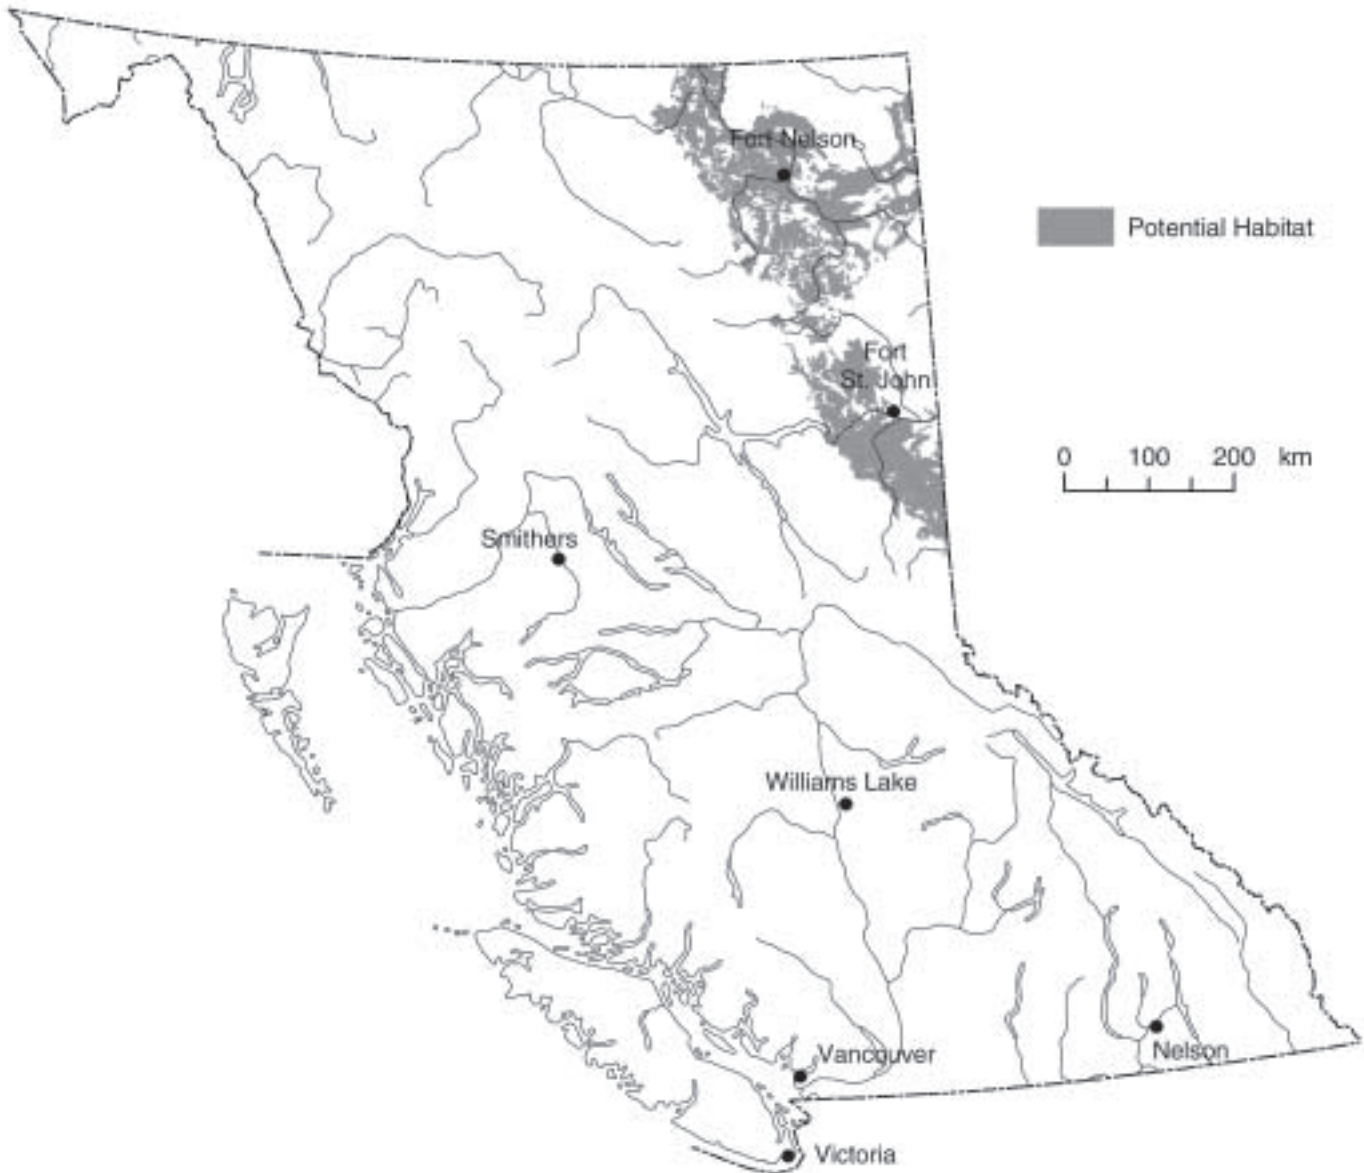 Fort Nelson
Potential Habitat
Fort
St. John
0 100 200 km
Smithers
Williams Lake
Nelson
Vancouver
Victoria